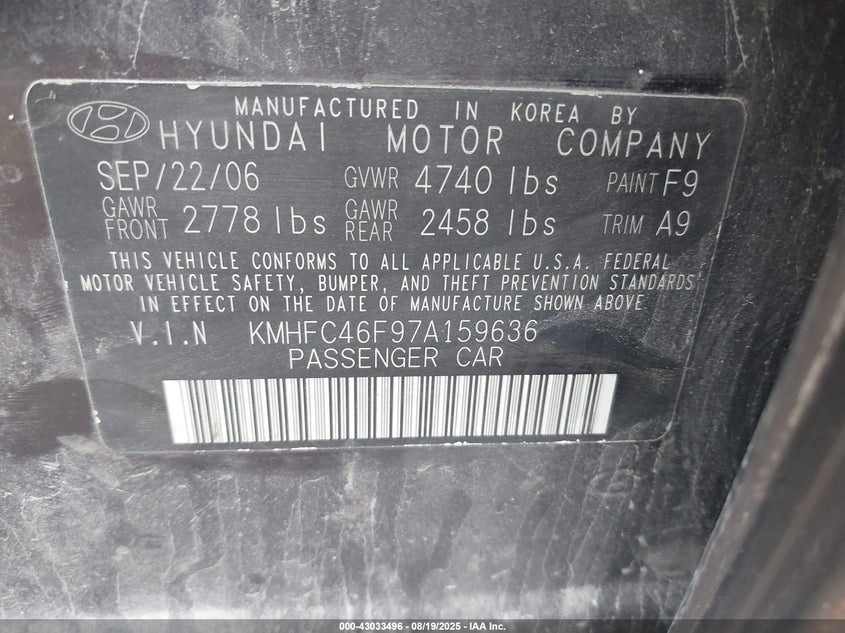 MANUFACTURED IN KOREA BY
HYUNDAI MOTOR COMPANY
SEP/22/06 GVWR 4740 lbs PAINT F9
GAWR FRONT 2778 lbs GAWR REAR 2458 lbs TRIM A9
THIS VEHICLE CONFORMS TO ALL APPLICABLE U.S.A. FEDERAL
MOTOR VEHICLE SAFETY, BUMPER, AND THEFT PREVENTION STANDARDS
IN EFFECT ON THE DATE OF MANUFACTURE SHOWN ABOVE
V.I.N KMHFC46F97A159636
PASSENGER CAR
000-43033496 - 08/19/2025 - IAA Inc.